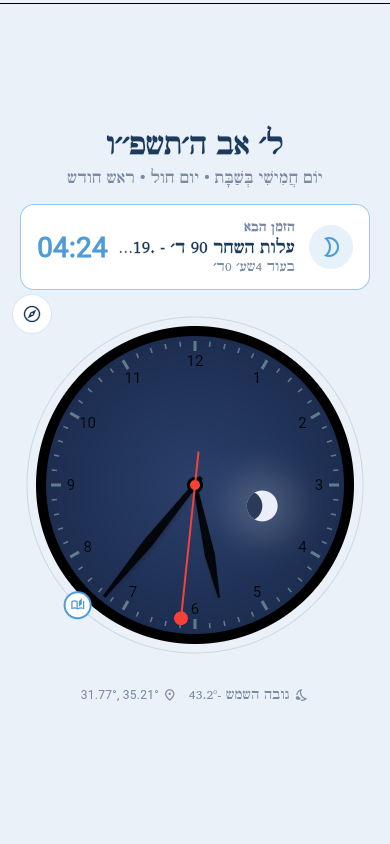 ל׳ אב ה׳תשפ״ו
יוֹם חֲמִישִׁי בְּשַׁבָּת • יום חול • ראש חודש
הזמן הבא
עלות השחר 90 ד׳ - .19...
04:24
בעוד 4שע׳ 0ד׳
12
1
2
3
4
5
6
7
8
9
10
11
גובה השמש -43.2°
31.77°, 35.21°